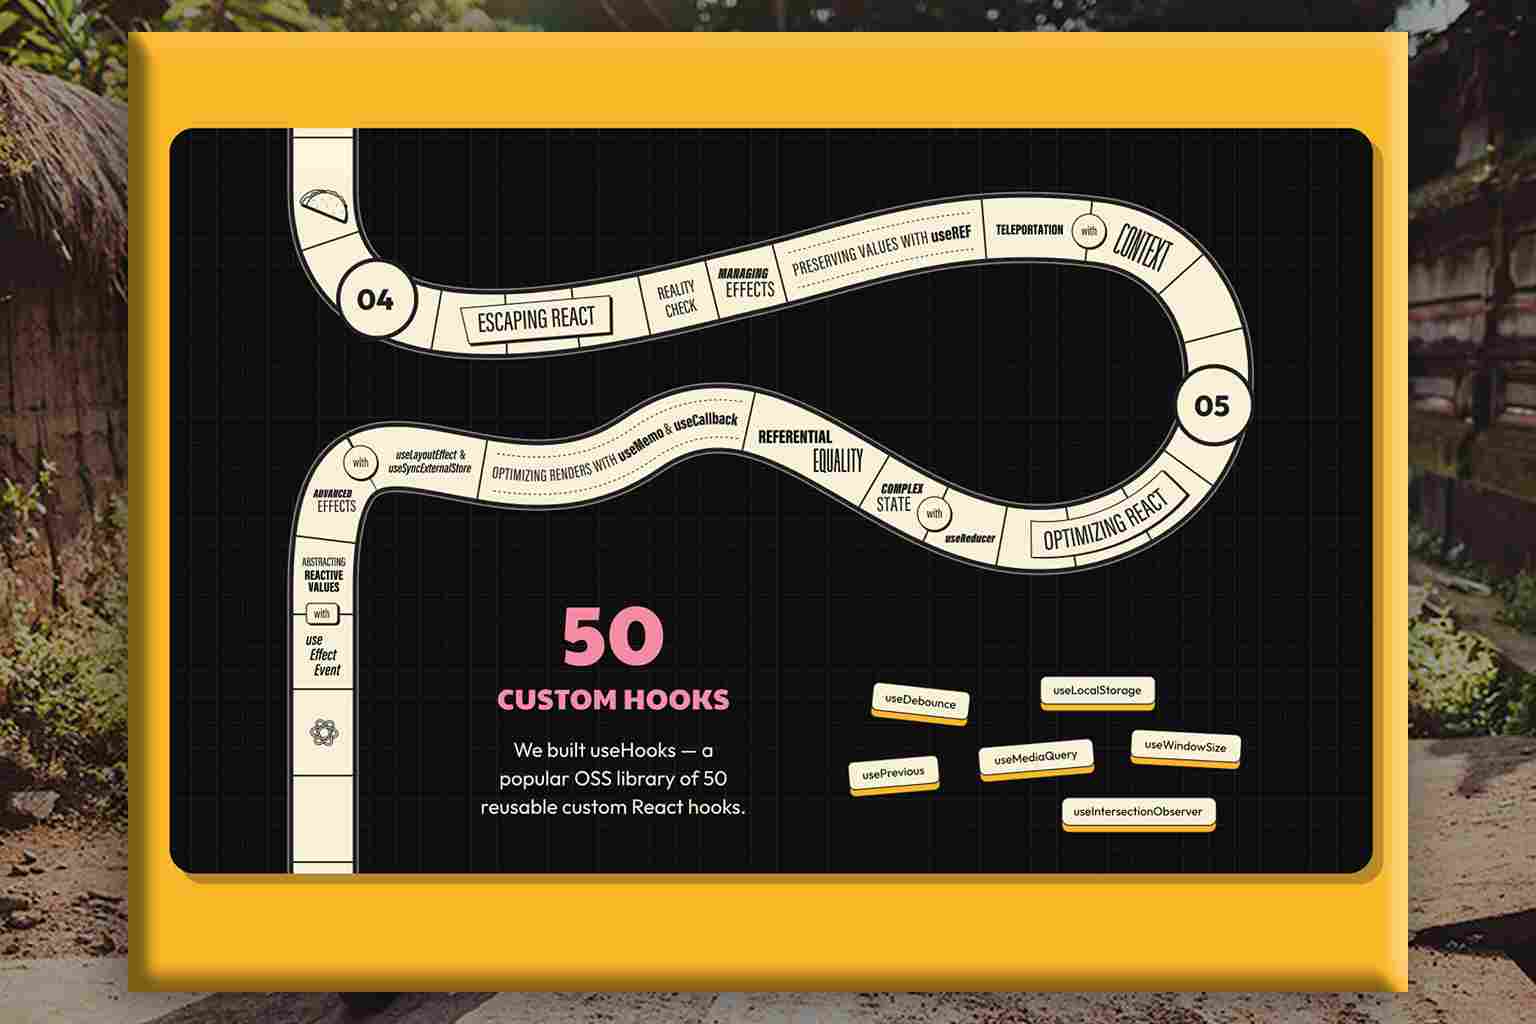 04
ESCAPING REACT
REALITY
CHECK
MANAGING
EFFECTS
PRESERVING VALUES WITH useREF
TELEPORTATION
with
CONTEXT
05
OPTIMIZING REACT
COMPLEX
STATE
with
useReducer
REFERENTIAL
EQUALITY
OPTIMIZING RENDERS WITH useMemo & useCallback
useLayoutEffect &
useSyncExternalStore
with
ADVANCED
EFFECTS
ABSTRACTING
REACTIVE
VALUES
with
use
Effect
Event
50
CUSTOM HOOKS
We built useHooks — a
popular OSS library of 50
reusable custom React hooks.
useDebounce
useLocalStorage
usePrevious
useMediaQuery
useWindowSize
useIntersectionObserver